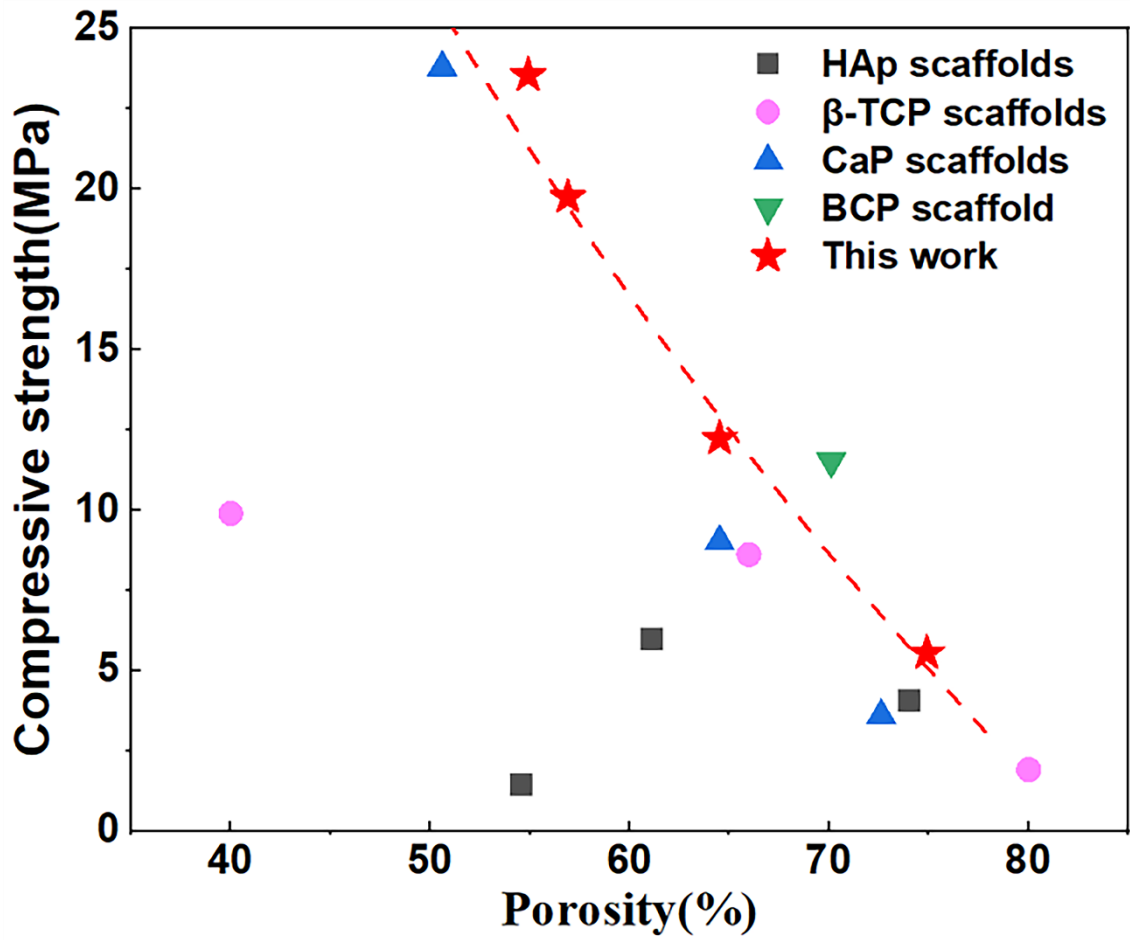 25
20
15
10
5
0
Compressive strength(MPa)
HAp scaffolds
β-TCP scaffolds
CaP scaffolds
BCP scaffold
This work
40 50 60 70 80
Porosity(%)